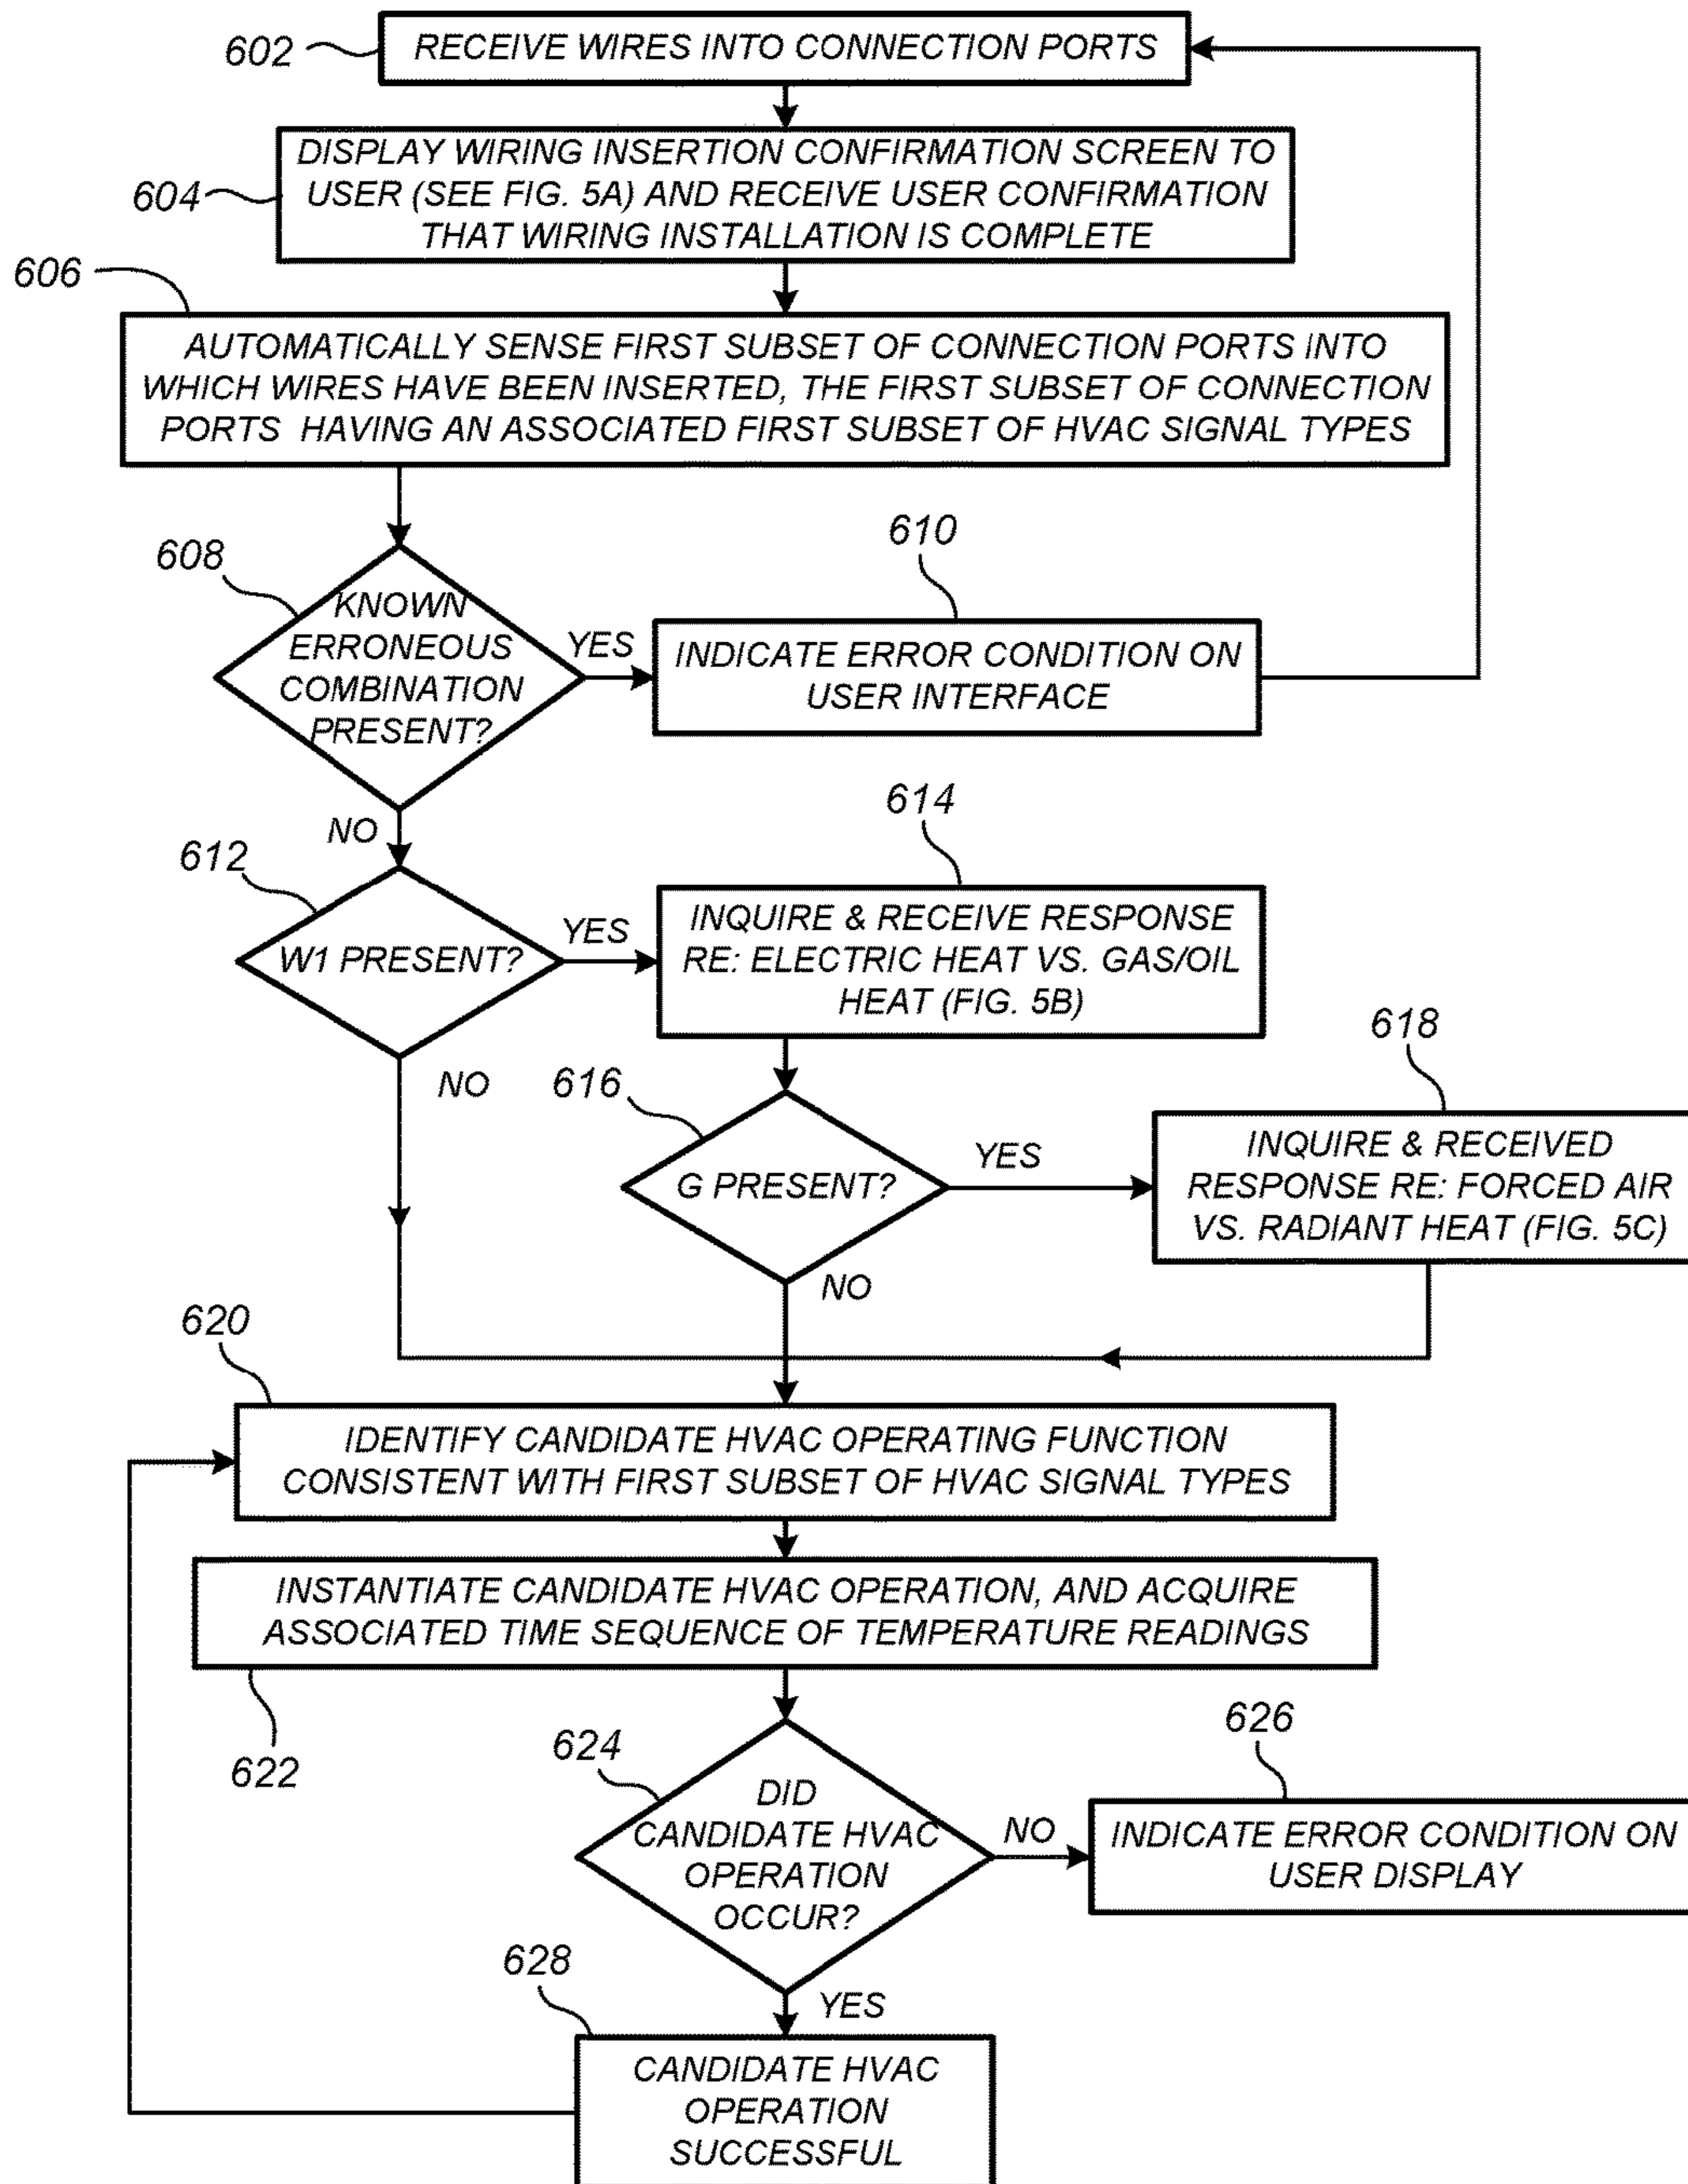 602
RECEIVE WIRES INTO CONNECTION PORTS
604
DISPLAY WIRING INSERTION CONFIRMATION SCREEN TO
USER (SEE FIG. 5A) AND RECEIVE USER CONFIRMATION
THAT WIRING INSTALLATION IS COMPLETE
606
AUTOMATICALLY SENSE FIRST SUBSET OF CONNECTION PORTS INTO
WHICH WIRES HAVE BEEN INSERTED, THE FIRST SUBSET OF CONNECTION
PORTS HAVING AN ASSOCIATED FIRST SUBSET OF HVAC SIGNAL TYPES
608
KNOWN
ERRONEOUS
COMBINATION
PRESENT?
YES
610
INDICATE ERROR CONDITION ON
USER INTERFACE
NO
612
W1 PRESENT?
YES
614
INQUIRE & RECEIVE RESPONSE
RE: ELECTRIC HEAT VS. GAS/OIL
HEAT (FIG. 5B)
NO
616
G PRESENT?
YES
618
INQUIRE & RECEIVED
RESPONSE RE: FORCED AIR
VS. RADIANT HEAT (FIG. 5C)
NO
620
IDENTIFY CANDIDATE HVAC OPERATING FUNCTION
CONSISTENT WITH FIRST SUBSET OF HVAC SIGNAL TYPES
INSTANTIATE CANDIDATE HVAC OPERATION, AND ACQUIRE
ASSOCIATED TIME SEQUENCE OF TEMPERATURE READINGS
622
624
DID
CANDIDATE HVAC
OPERATION
OCCUR?
NO
626
INDICATE ERROR CONDITION ON
USER DISPLAY
YES
628
CANDIDATE HVAC
OPERATION
SUCCESSFUL